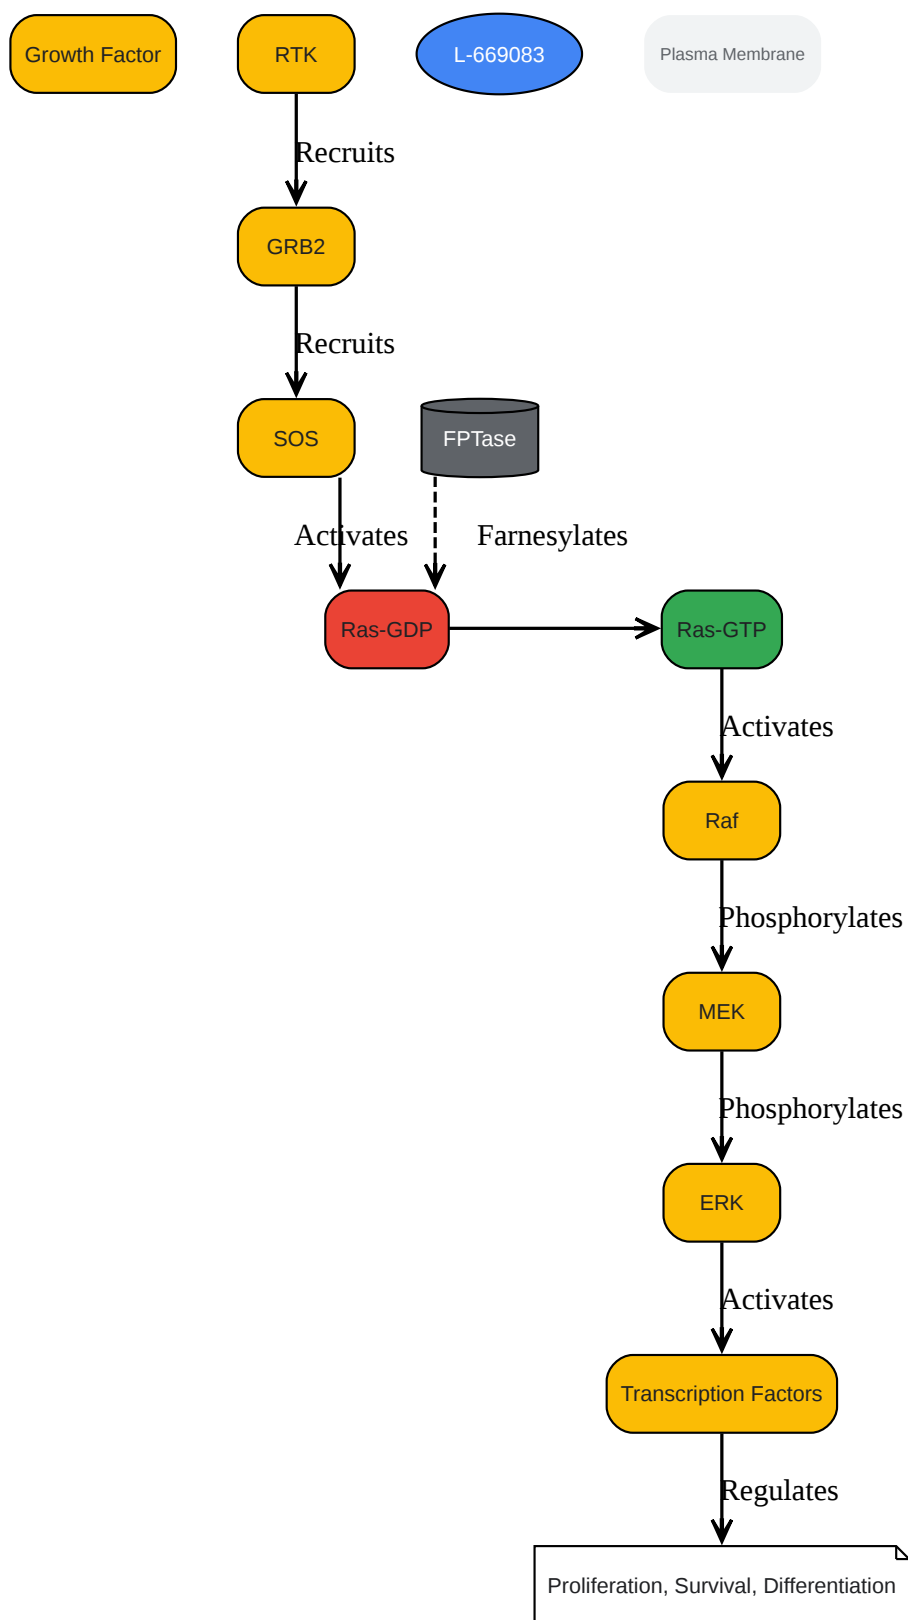 Growth Factor
RTK
L-669083
Plasma Membrane
Recruits
GRB2
Recruits
SOS
FPTase
Activates
Farnesylates
Ras-GDP
Ras-GTP
Activates
Raf
Phosphorylates
MEK
Phosphorylates
ERK
Activates
Transcription Factors
Regulates
Proliferation, Survival, Differentiation